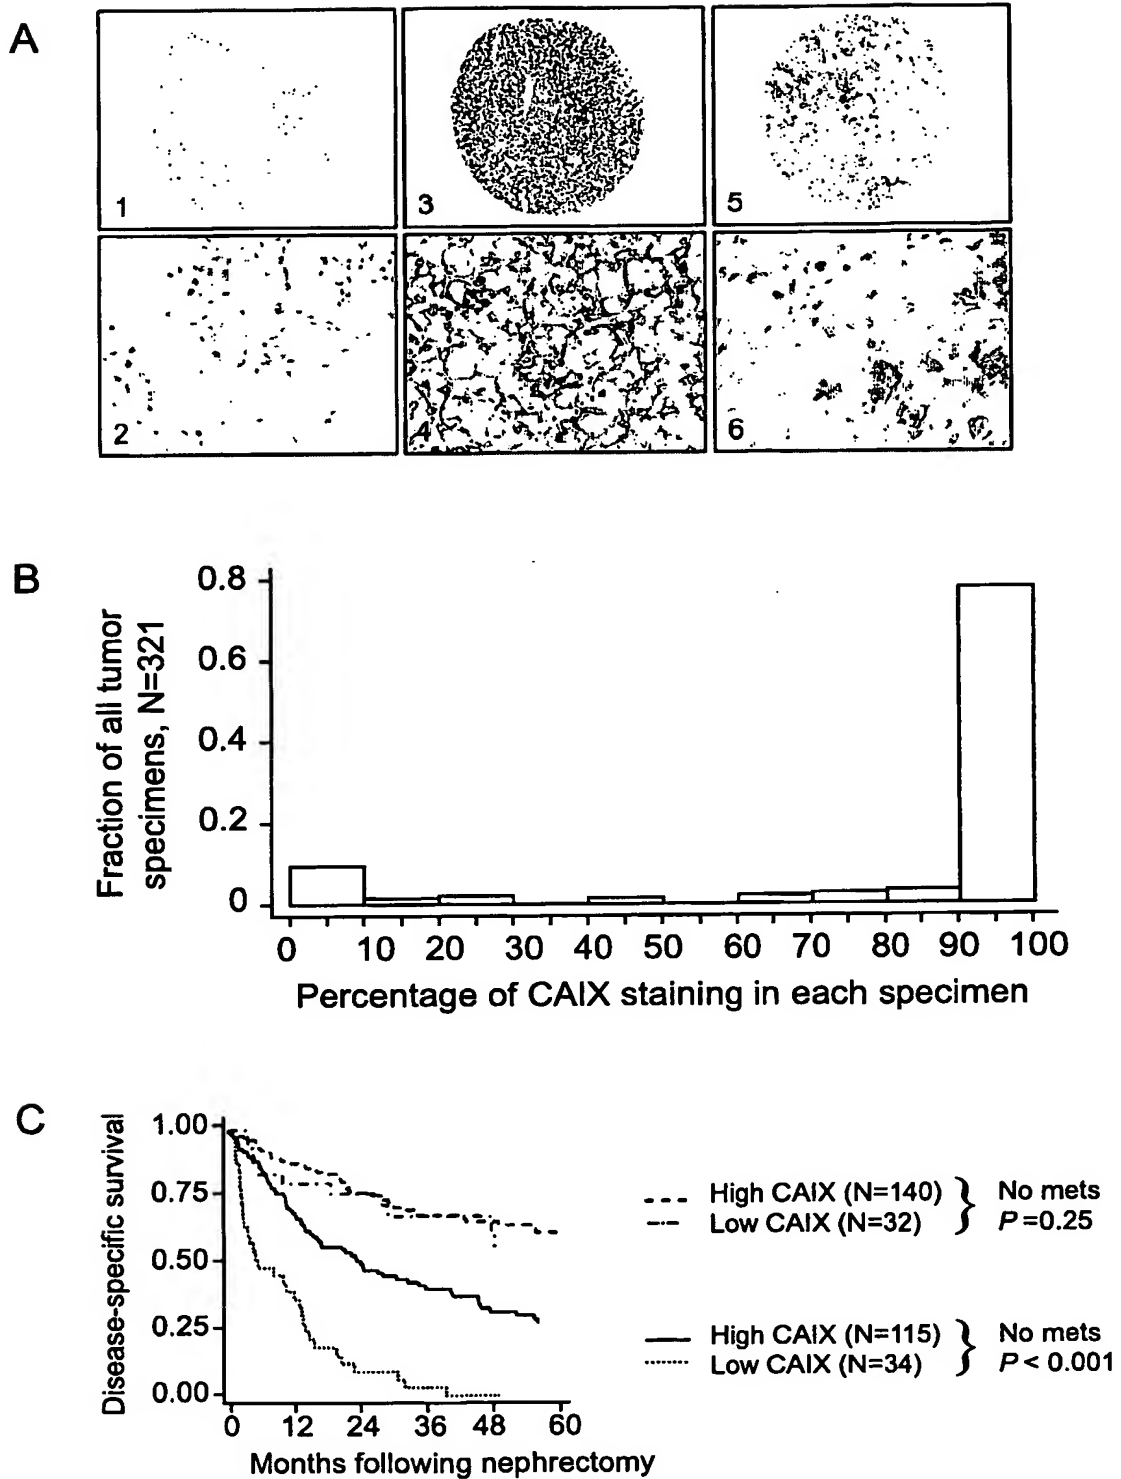 A
1
3
5
2
4
6
B
Fraction of all tumor
specimens, N=321
0.8
0.6
0.4
0.2
0
0 10 20 30 40 50 60 70 80 90 100
Percentage of CAIX staining in each specimen
C
Disease-specific survival
1.00
0.75
0.50
0.25
0.00
0 12 24 36 48 60
Months following nephrectomy
High CAIX (N=140)
Low CAIX (N=32)
} No mets
P=0.25
High CAIX (N=115)
Low CAIX (N=34)
} No mets
P< 0.001